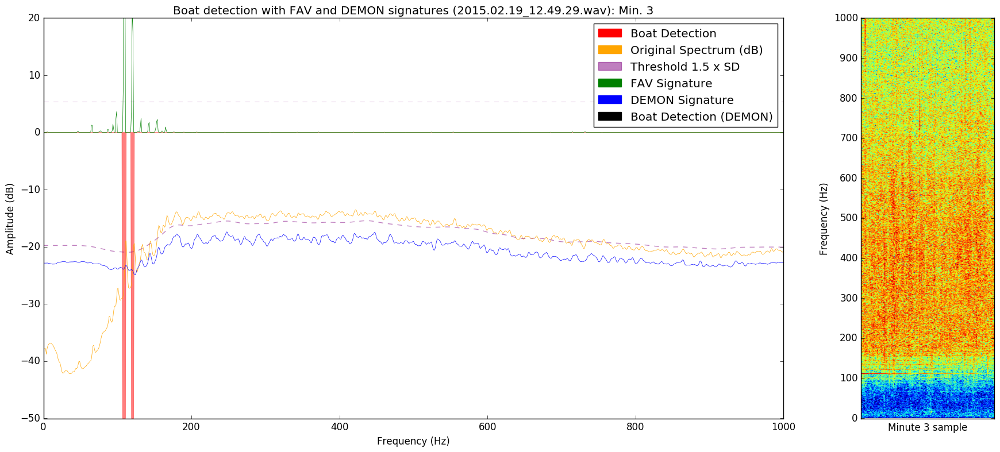 Boat detection with FAV and DEMON signatures (2015.02.19_12.49.29.wav): Min. 3
Boat Detection
Original Spectrum (dB)
Threshold 1.5 x SD
FAV Signature
DEMON Signature
Boat Detection (DEMON)
Amplitude (dB)
20
10
0
−10
−20
−30
−40
−50
0
200
400
600
800
1000
Frequency (Hz)
Frequency (Hz)
1000
900
800
700
600
500
400
300
200
100
0
Minute 3 sample